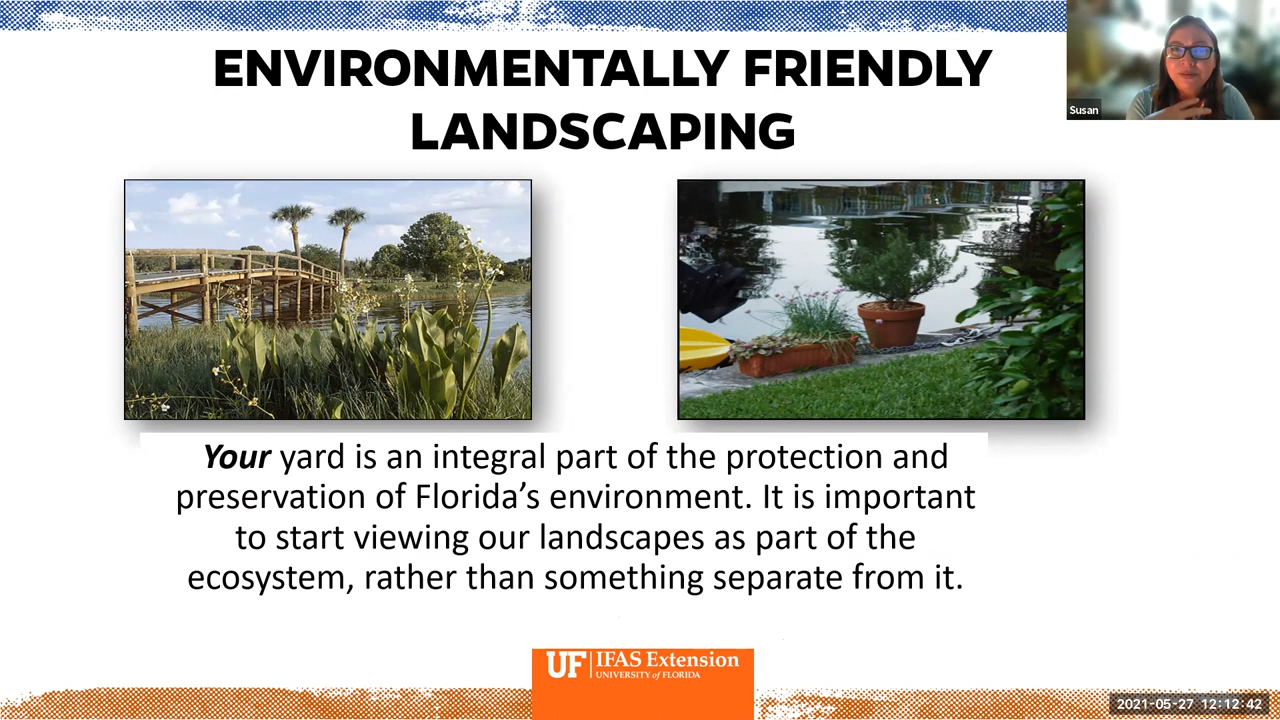 ENVIRONMENTALLY FRIENDLY
LANDSCAPING
Susan
Your yard is an integral part of the protection and
preservation of Florida’s environment. It is important
to start viewing our landscapes as part of the
ecosystem, rather than something separate from it.
UF IFAS Extension
UNIVERSITY of FLORIDA
2021-05-27 12:12:42